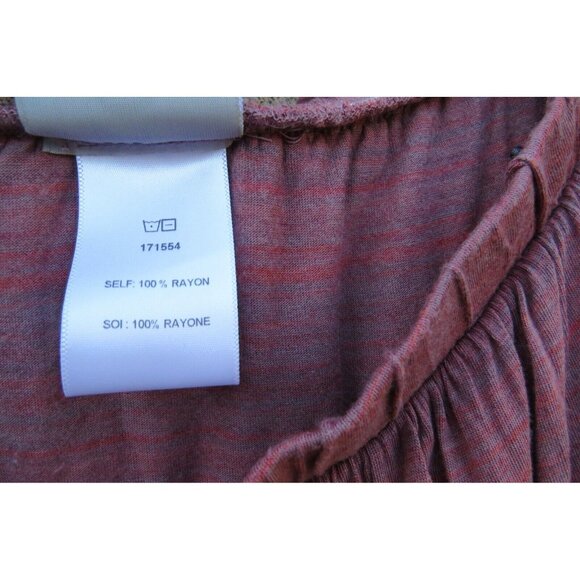 171554
SELF: 100 % RAYON
SOI : 100% RAYONE